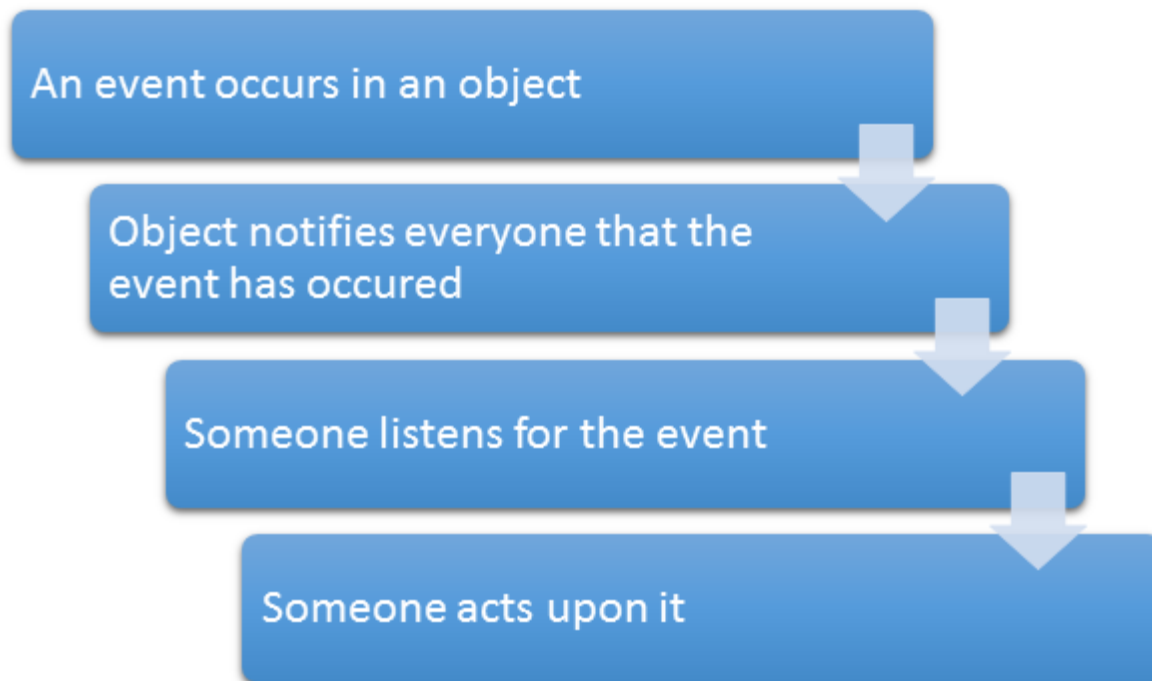 An event occurs in an object
Object notifies everyone that the
event has occured
Someone listens for the event
Someone acts upon it